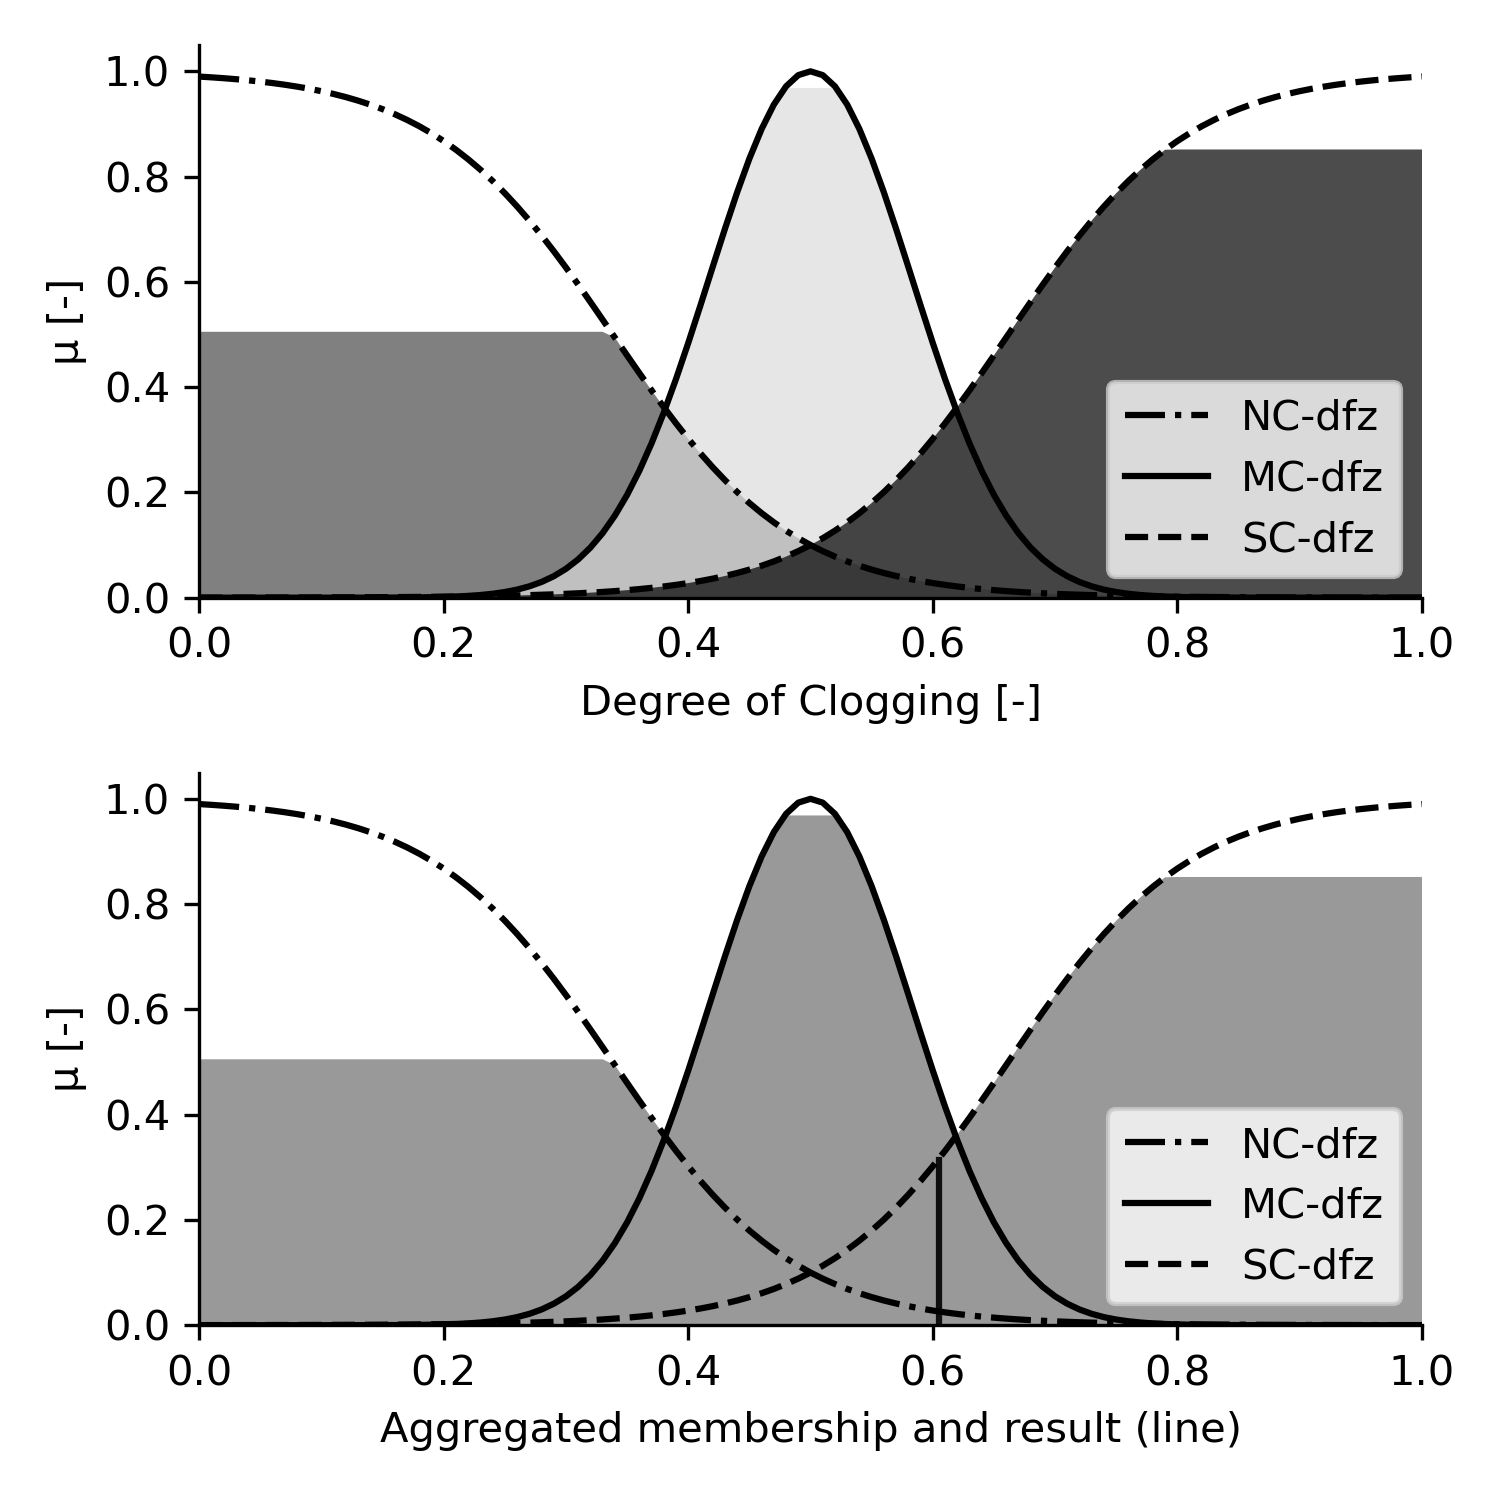 1.0
0.8
0.6
0.4
0.2
0.0
μ [-]
NC-dfz
MC-dfz
SC-dfz
0.0 0.2 0.4 0.6 0.8 1.0
Degree of Clogging [-]
1.0
0.8
0.6
0.4
0.2
0.0
μ [-]
NC-dfz
MC-dfz
SC-dfz
0.0 0.2 0.4 0.6 0.8 1.0
Aggregated membership and result (line)